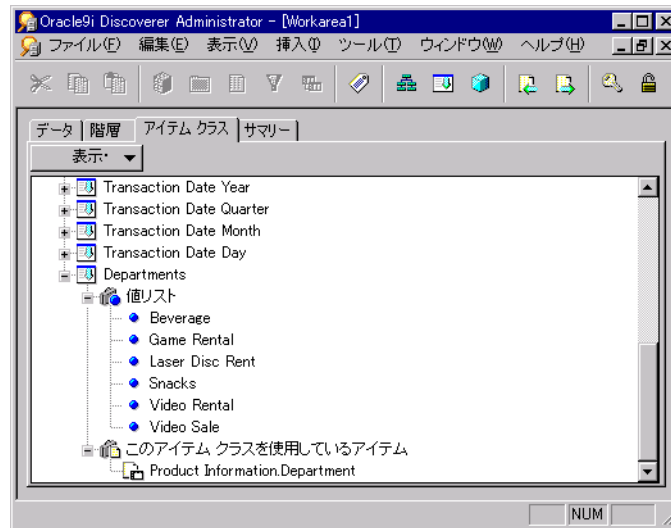 Oracle9i Discoverer Administrator - [Workarea1]
ファイル(F) 編集(E) 表示(V) 挿入(I) ツール(T) ウィンドウ(W) ヘルプ(H)
データ 階層 アイテム クラス サマリー
表示・
Transaction Date Year
Transaction Date Quarter
Transaction Date Month
Transaction Date Day
Departments
値リスト
Beverage
Game Rental
Laser Disc Rent
Snacks
Video Rental
Video Sale
このアイテム クラスを使用しているアイテム
Product Information.Department
NUM